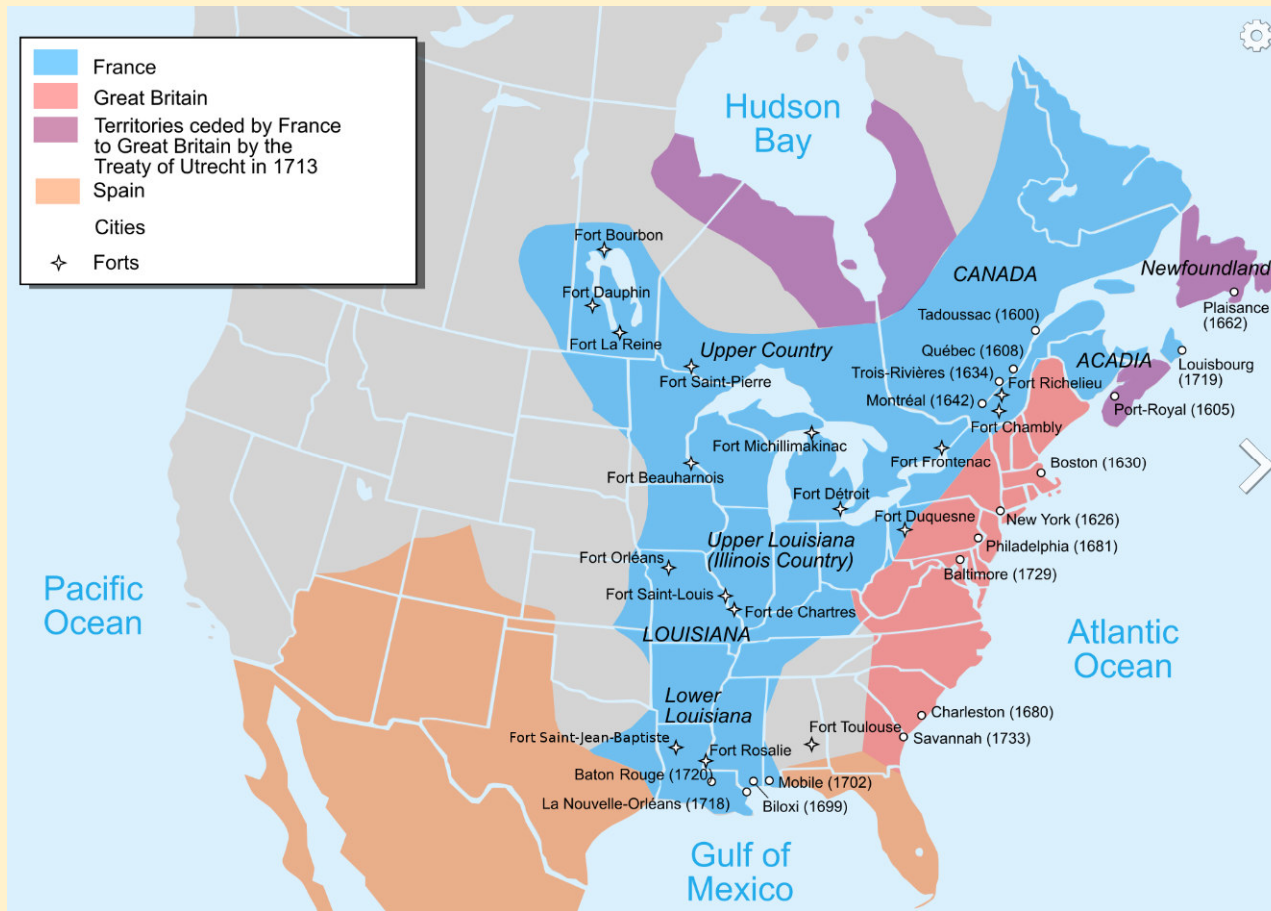 France
Great Britain
Territories ceded by France
to Great Britain by the
Treaty of Utrecht in 1713
Spain
Cities
Forts
Hudson
Bay
Fort Bourbon
Fort Dauphin
Fort La Reine
CANADA
Newfoundland
Plaisance
(1662)
Tadoussac (1600)
Upper Country
Fort Saint-Pierre
Québec (1608)
ACADIA
Louisbourg
(1719)
Trois-Rivières (1634)
Fort Richelieu
Montréal (1642)
Port-Royal (1605)
Fort Chambly
Fort Michillimakinac
Fort Frontenac
Boston (1630)
Fort Beauharnois
Fort Détroit
Fort Duquesne
New York (1626)
Upper Louisiana
(Illinois Country)
Philadelphia (1681)
Fort Orléans
Baltimore (1729)
Pacific
Ocean
Fort Saint-Louis
Fort de Chartres
LOUISIANA
Atlantic
Ocean
Lower
Louisiana
Charleston (1680)
Fort Toulouse
Savannah (1733)
Fort Saint-Jean-Baptiste
Fort Rosalie
Baton Rouge (1720)
Mobile (1702)
La Nouvelle-Orléans (1718)
Biloxi (1699)
Gulf of
Mexico